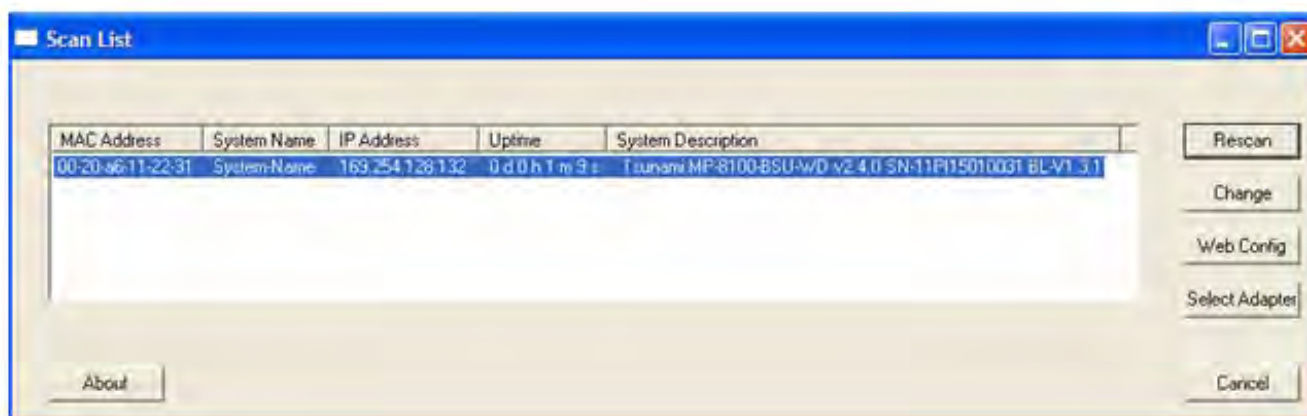 Scan List
MAC Address System Name IP Address Uptime System Description
00-20-a6-11-22-31 System-Name 169.254.128.132 0 d 0 h 1 m 9 s Tsunami MP-8100-BSU-WD v2.4.0 SN-11PI15010031 BL-V1.3.1
Rescan
Change
Web Config
Select Adapter
About
Cancel